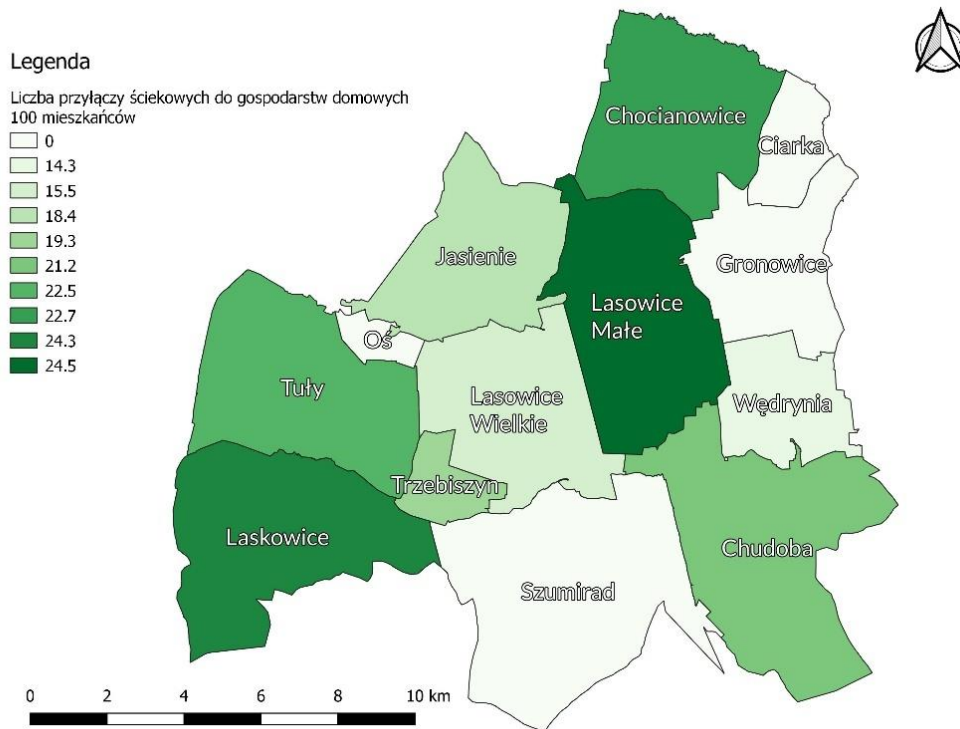 Legenda
Liczba przyłączy ściekowych do gospodarstw domowych
100 mieszkańców
0
14.3
15.5
18.4
19.3
21.2
22.5
22.7
24.3
24.5
Chocianowice
Ciarka
Jasienie
Gronowice
Lasowice
Małe
Oś
Tuły
Lasowice
Wielkie
Wędrynia
Trzebiszyn
Laskowice
Chudoba
Szumirad
0 2 4 6 8 10 km